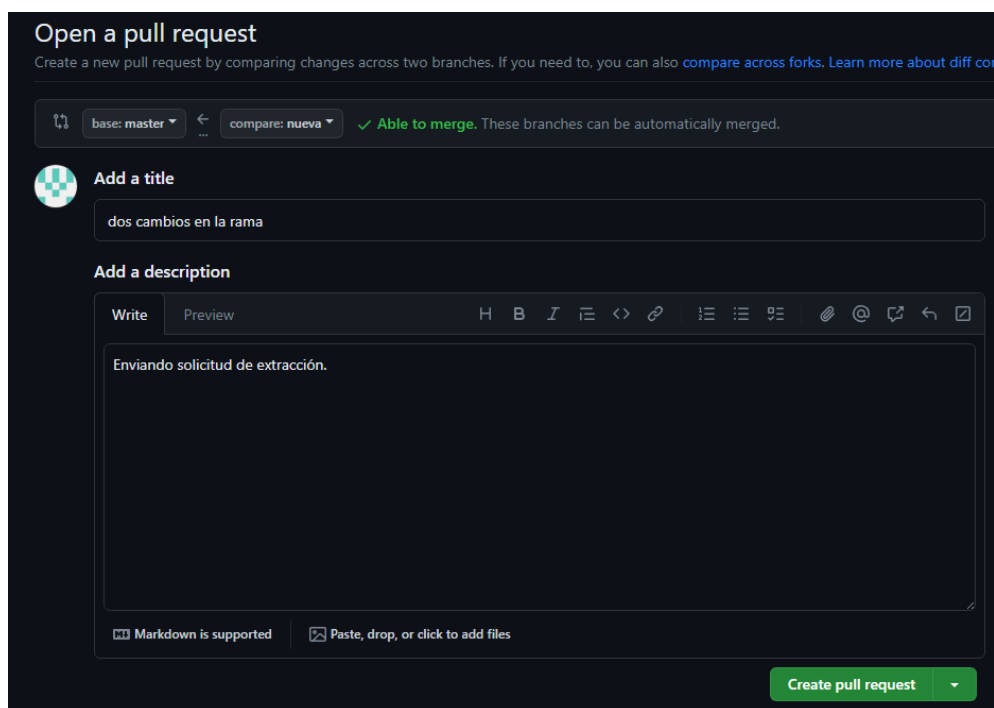 Open a pull request
Create a new pull request by comparing changes across two branches. If you need to, you can also compare across forks. Learn more about diff
base: master
compare: nueva
Able to merge. These branches can be automatically merged.
Add a title
dos cambios en la rama
Add a description
Write Preview
Enviando solicitud de extracción.
Markdown is supported
Paste, drop, or click to add files
Create pull request